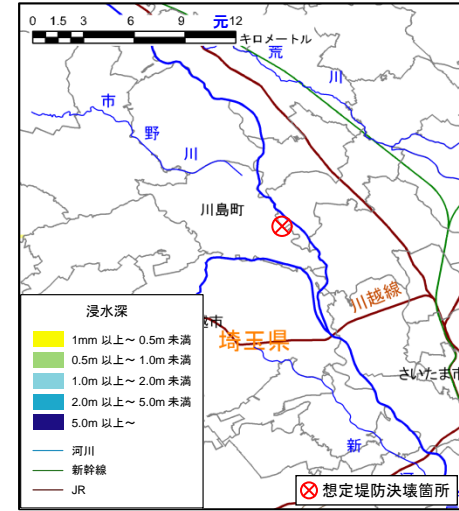 0 1.5 3 6 9 12
キロメートル
元
荒
川
市
野
川
川島町
川越線
埼玉県
さいたま市
新
浸水深
1mm 以上~ 0.5m 未満
0.5m 以上~ 1.0m 未満
1.0m 以上~ 2.0m 未満
2.0m 以上~ 5.0m 未満
5.0m 以上~
河川
新幹線
JR
想定堤防決壊箇所